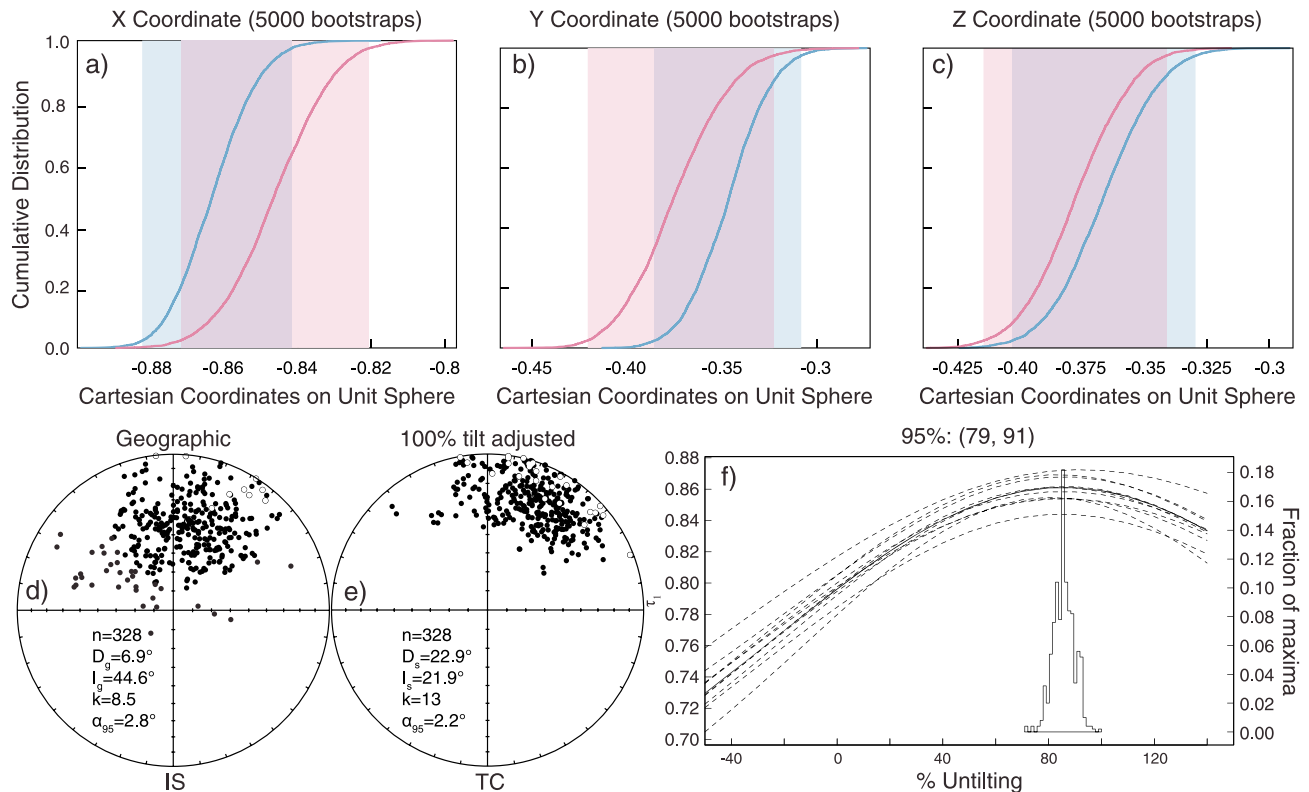 X Coordinate (5000 bootstraps)
Y Coordinate (5000 bootstraps)
Z Coordinate (5000 bootstraps)
Cumulative Distribution
1.0
0.8
0.6
0.4
0.2
0.0
a)
b)
c)
-0.88
-0.86
-0.84
-0.82
-0.8
-0.45
-0.40
-0.35
-0.3
-0.425
-0.40
-0.375
-0.35
-0.325
-0.3
Cartesian Coordinates on Unit Sphere
Cartesian Coordinates on Unit Sphere
Cartesian Coordinates on Unit Sphere
Geographic
d)
n=328
D_g=6.9°
I_g=44.6°
k=8.5
α_95=2.8°
IS
100% tilt adjusted
e)
n=328
D_s=22.9°
I_s=21.9°
k=13
α_95=2.2°
TC
95%: (79, 91)
f)
τ_1
0.88
0.86
0.84
0.82
0.80
0.78
0.76
0.74
0.72
0.70
-40
0
40
80
120
% Untilting
0.18
0.16
0.14
0.12
0.10
0.08
0.06
0.04
0.02
0.00
Fraction of maxima